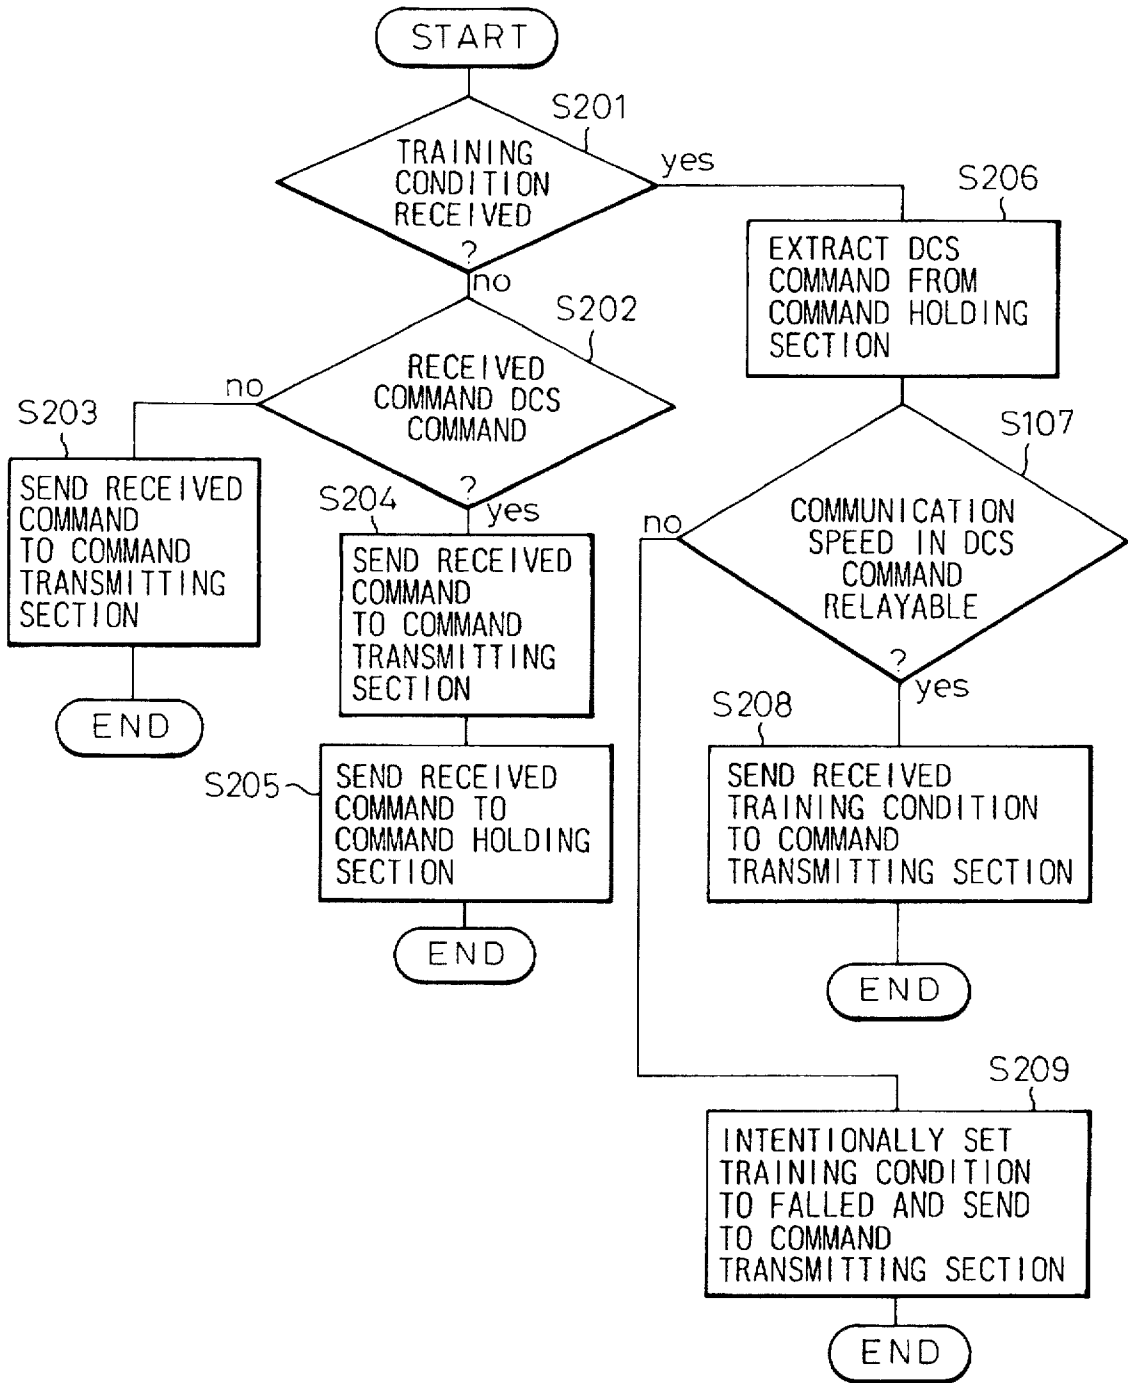 START
S201
TRAINING
CONDITION
RECEIVED
?
yes
no
S206
EXTRACT DCS
COMMAND FROM
COMMAND HOLDING
SECTION
S202
RECEIVED
COMMAND DCS
COMMAND
?
no
yes
S203
SEND RECEIVED
COMMAND
TO COMMAND
TRANSMITTING
SECTION
END
S204
SEND RECEIVED
COMMAND
TO COMMAND
TRANSMITTING
SECTION
S205
SEND RECEIVED
COMMAND TO
COMMAND HOLDING
SECTION
END
S107
COMMUNICATION
SPEED IN DCS
COMMAND
RELAYABLE
?
no
yes
S208
SEND RECEIVED
TRAINING CONDITION
TO COMMAND
TRANSMITTING SECTION
END
S209
INTENTIONALLY SET
TRAINING CONDITION
TO FALLED AND SEND
TO COMMAND
TRANSMITTING SECTION
END